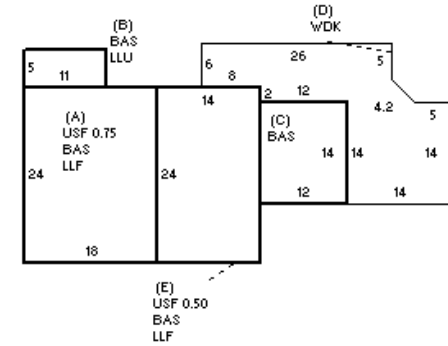 (D)
WDK
(B)
BAS
LLU
5
11
6
26
5
8
14
2
12
4.2
5
(A)
USF 0.75
BAS
LLF
(C)
BAS
24
24
14
14
14
12
14
18
(E)
USF 0.50
BAS
LLF